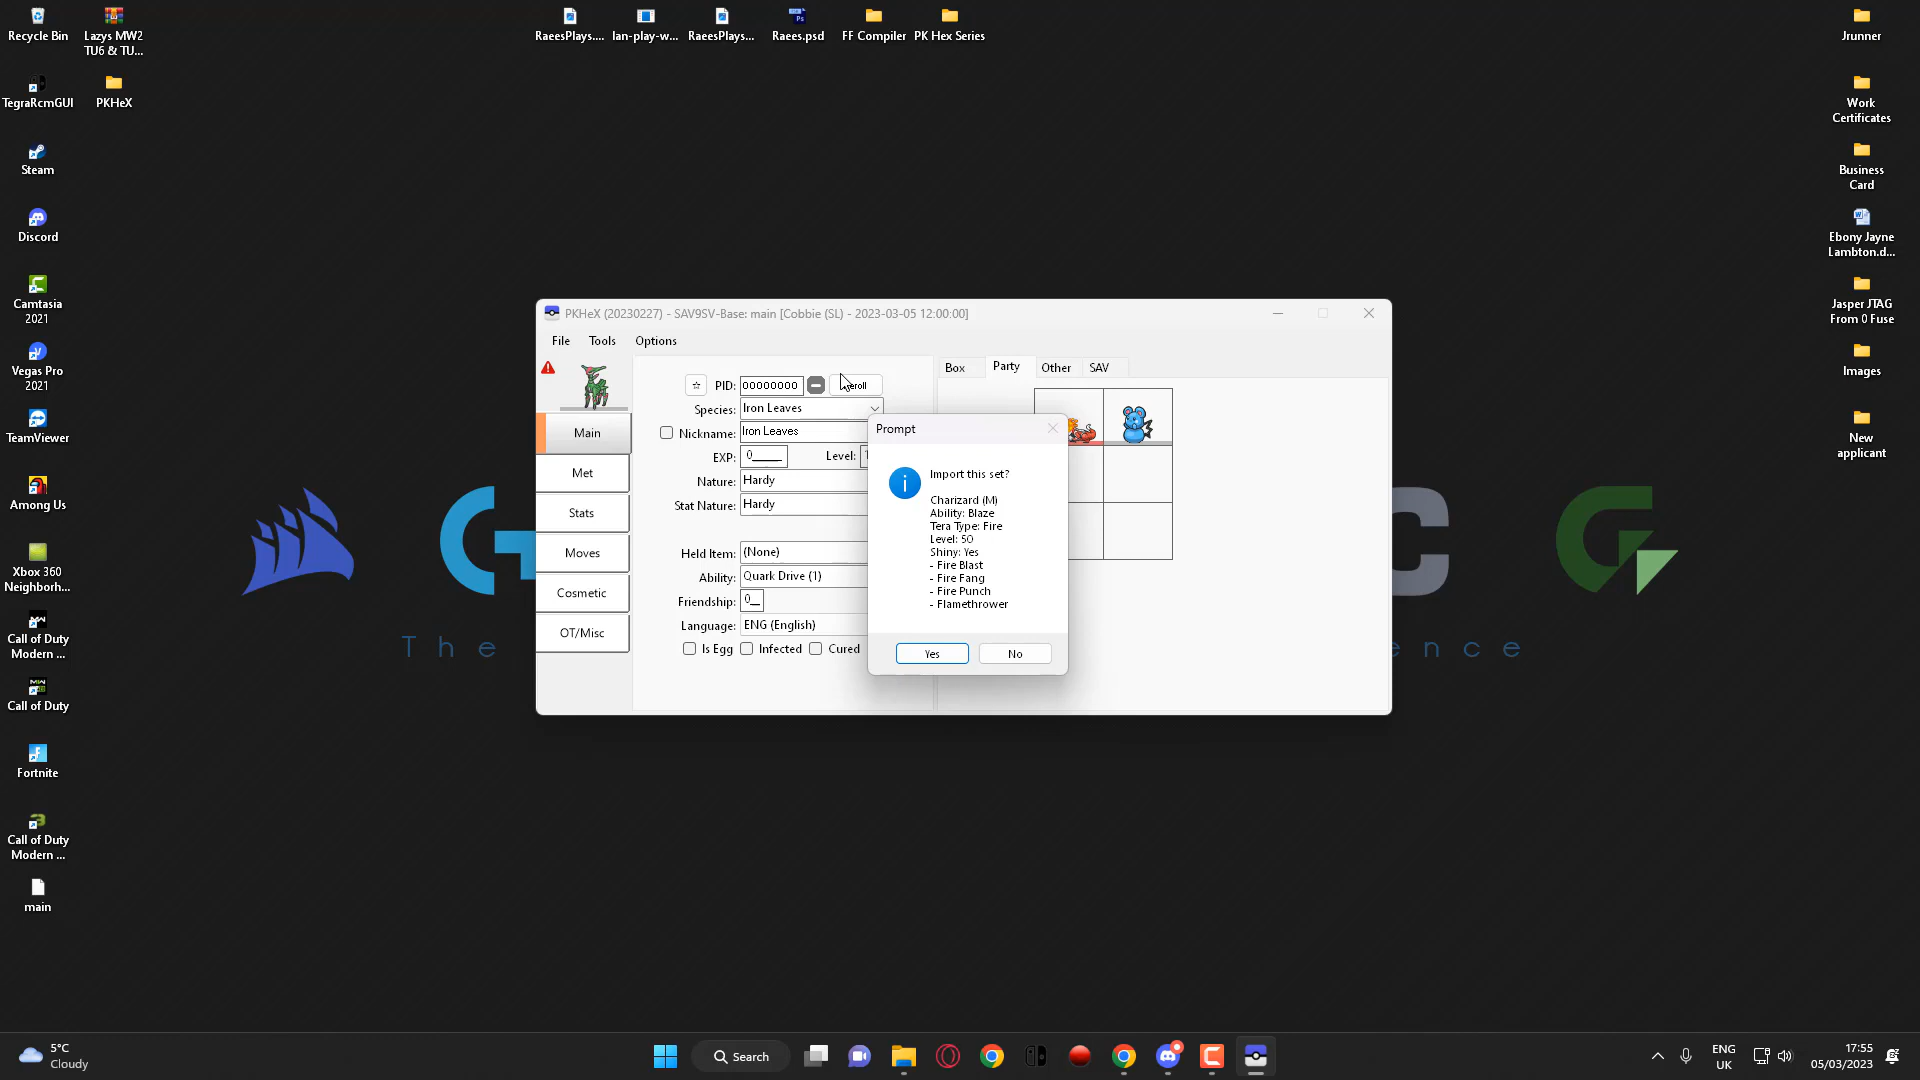 Recycle Bin
Lazys MW2
TU6 & TU...
TegraRcmGUI
PKHeX
Steam
Discord
Camtasia
2021
Vegas Pro
2021
TeamViewer
Among Us
Xbox 360
Neighborh...
Call of Duty
Modern ...
Call of Duty
Fortnite
Call of Duty
Modern ...
main
RaeesPlays....
lan-play-w...
RaeesPlays...
Raees.psd
FF Compiler
PK Hex Series
Jrunner
Work
Certificates
Business
Card
Ebony Jayne
Lambton.d...
Jasper JTAG
From 0 Fuse
Images
New
applicant
PKHeX (20230227) - SAV9SV-Base: main [Cobbie (SL) - 2023-03-05 12:00:00]
File Tools Options
Main
Met
Stats
Moves
Cosmetic
OT/Misc
PID: 00000000
Species: Iron Leaves
Nickname: Iron Leaves
EXP: 0 Level:
Nature: Hardy
Stat Nature: Hardy
Held Item: (None)
Ability: Quark Drive (1)
Friendship: 0
Language: ENG (English)
Is Egg Infected Cured
Box Party Other SAV
Prompt
Import this set?
Charizard (M)
Ability: Blaze
Tera Type: Fire
Level: 50
Shiny: Yes
- Fire Blast
- Fire Fang
- Fire Punch
- Flamethrower
Yes No
T h e
e n c e
5°C
Cloudy
Search
ENG
UK
17:55
05/03/2023